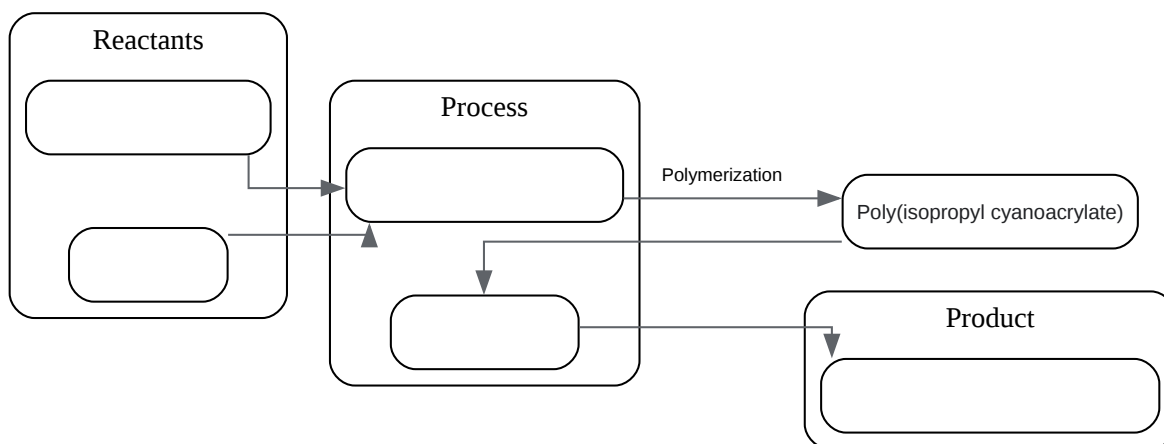 Reactants
Process
Polymerization
Poly(isopropyl cyanoacrylate)
Product